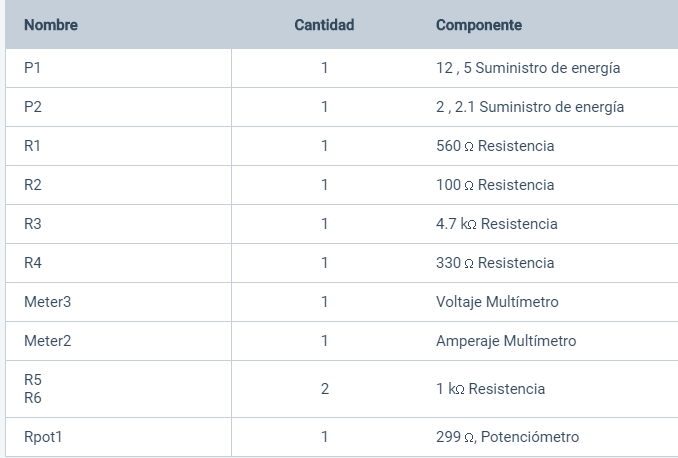 Nombre Cantidad Componente
P1 1 12 , 5 Suministro de energía
P2 1 2 , 2.1 Suministro de energía
R1 1 560 Ω Resistencia
R2 1 100 Ω Resistencia
R3 1 4.7 kΩ Resistencia
R4 1 330 Ω Resistencia
Meter3 1 Voltaje Multímetro
Meter2 1 Amperaje Multímetro
R5
R6 2 1 kΩ Resistencia
Rpot1 1 299 Ω, Potenciómetro